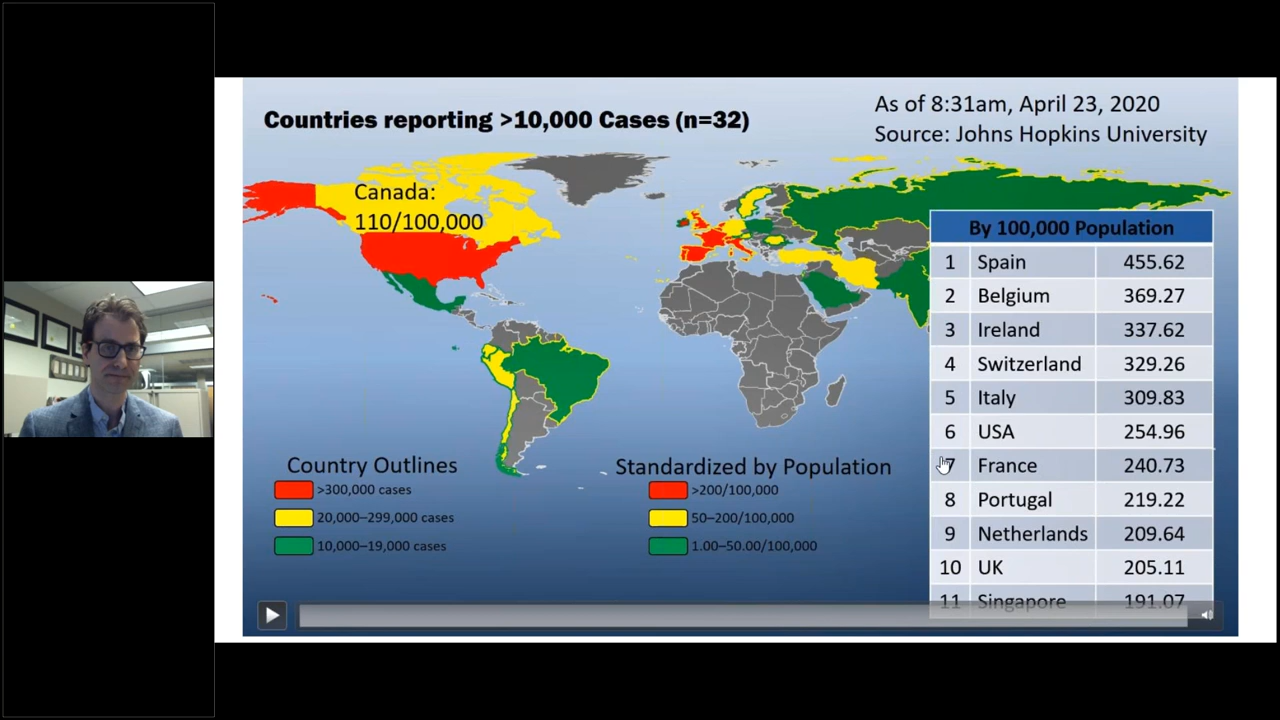 Countries reporting >10,000 Cases (n=32)
As of 8:31am, April 23, 2020
Source: Johns Hopkins University
Canada:
110/100,000
By 100,000 Population
1 Spain 455.62
2 Belgium 369.27
3 Ireland 337.62
4 Switzerland 329.26
5 Italy 309.83
6 USA 254.96
7 France 240.73
8 Portugal 219.22
9 Netherlands 209.64
10 UK 205.11
11 Singapore 191.07
Country Outlines
>300,000 cases
20,000–299,000 cases
10,000–19,000 cases
Standardized by Population
>200/100,000
50–200/100,000
1.00–50.00/100,000